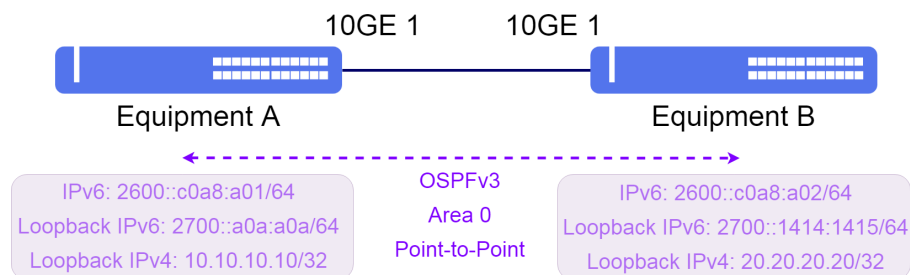 10GE 1
10GE 1
Equipment A
Equipment B
IPv6: 2600::c0a8:a01/64
Loopback IPv6: 2700::a0a:a0a/64
Loopback IPv4: 10.10.10.10/32
OSPFv3
Area 0
Point-to-Point
IPv6: 2600::c0a8:a02/64
Loopback IPv6: 2700::1414:1415/64
Loopback IPv4: 20.20.20.20/32